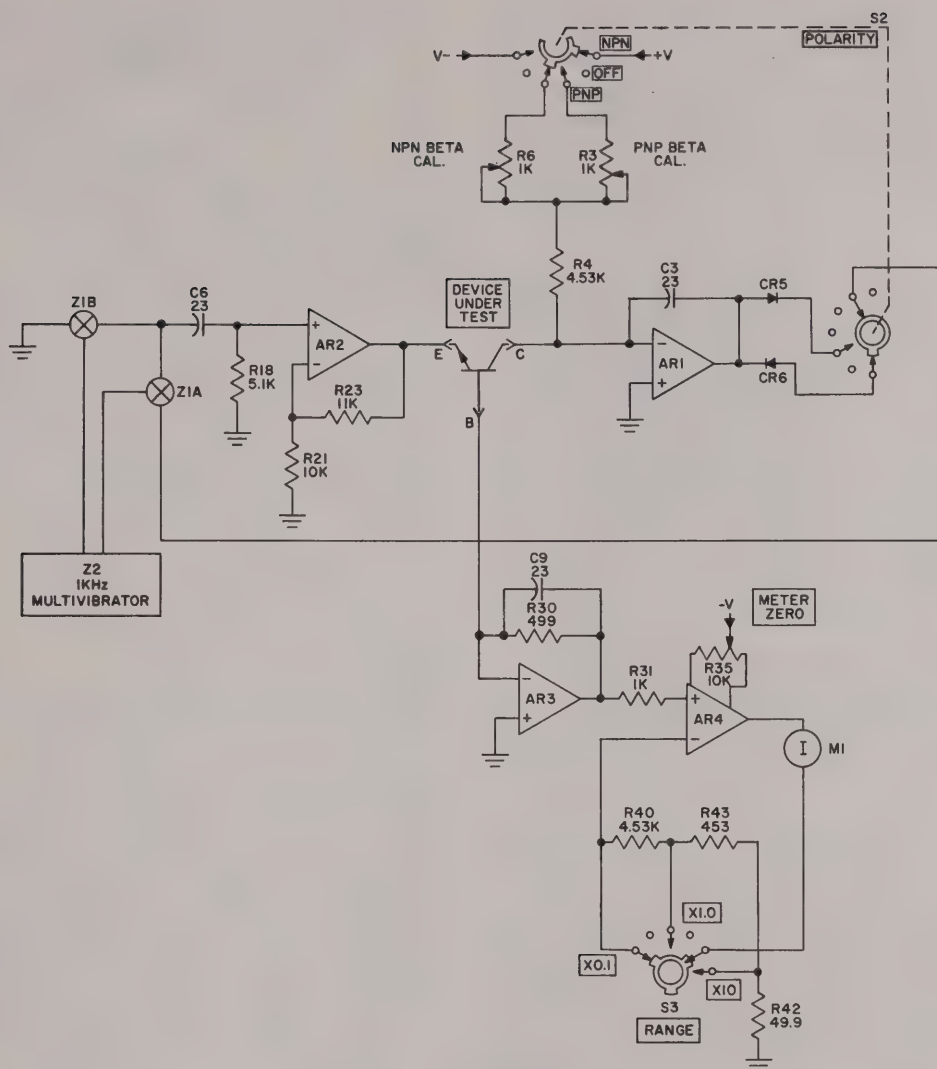 S2
POLARITY
V-
NPN
+V
OFF
PNP
NPN BETA
CAL.
R6
1K
R3
1K
PNP BETA
CAL.
R4
4.53K
C3
23
CR5
CR6
DEVICE
UNDER
TEST
Z1B
C6
23
+
-
AR2
E
C
B
-
+
AR1
Z1A
R18
5.1K
R23
11K
R21
10K
Z2
1KHz
MULTIVIBRATOR
C9
23
R30
499
-V
METER
ZERO
R35
10K
-
+
AR3
R31
1K
+
-
AR4
I
M1
R40
4.53K
R43
453
X1.0
X0.1
X10
S3
RANGE
R42
49.9